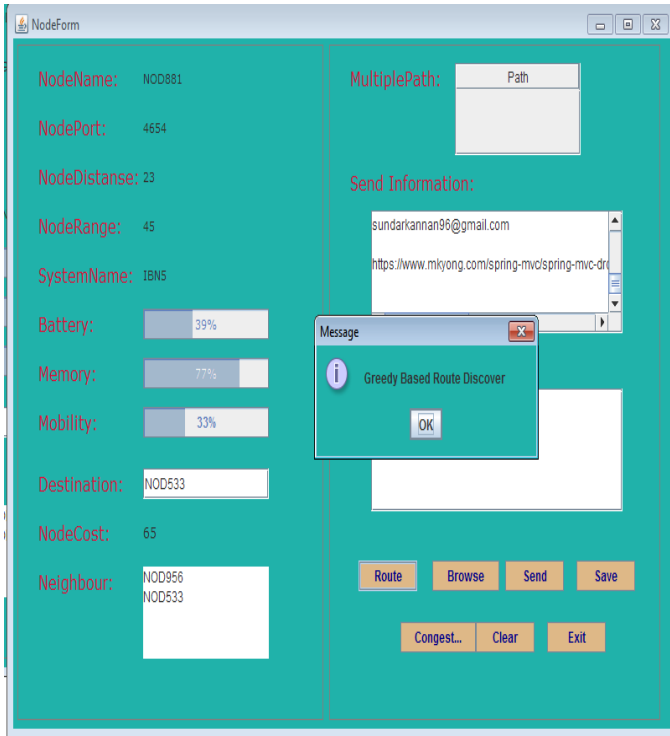 NodeForm
NodeName: NOD881
NodePort: 4654
NodeDistanse: 23
NodeRange: 45
SystemName: IBN5
Battery: 39%
Memory: 77%
Mobility: 33%
Destination: NOD533
NodeCost: 65
Neighbour: NOD956
NOD533
MultiplePath: Path
Send Information:
sundarkannan96@gmail.com
https://www.mkyong.com/spring-mvc/spring-mvc-dro
Message
Greedy Based Route Discover
OK
Route Browse Send Save
Congest... Clear Exit